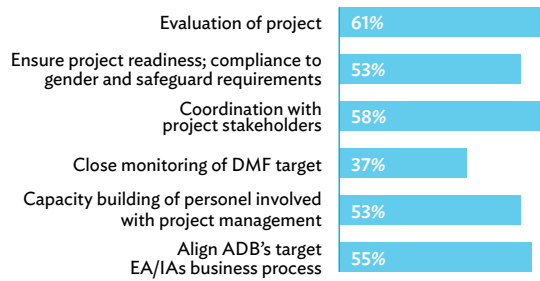 Evaluation of project
61%
Ensure project readiness; compliance to
gender and safeguard requirements
53%
Coordination with
project stakeholders
58%
Close monitoring of DMF target
37%
Capacity building of personel involved
with project management
53%
Align ADB's target
EA/IAs business process
55%